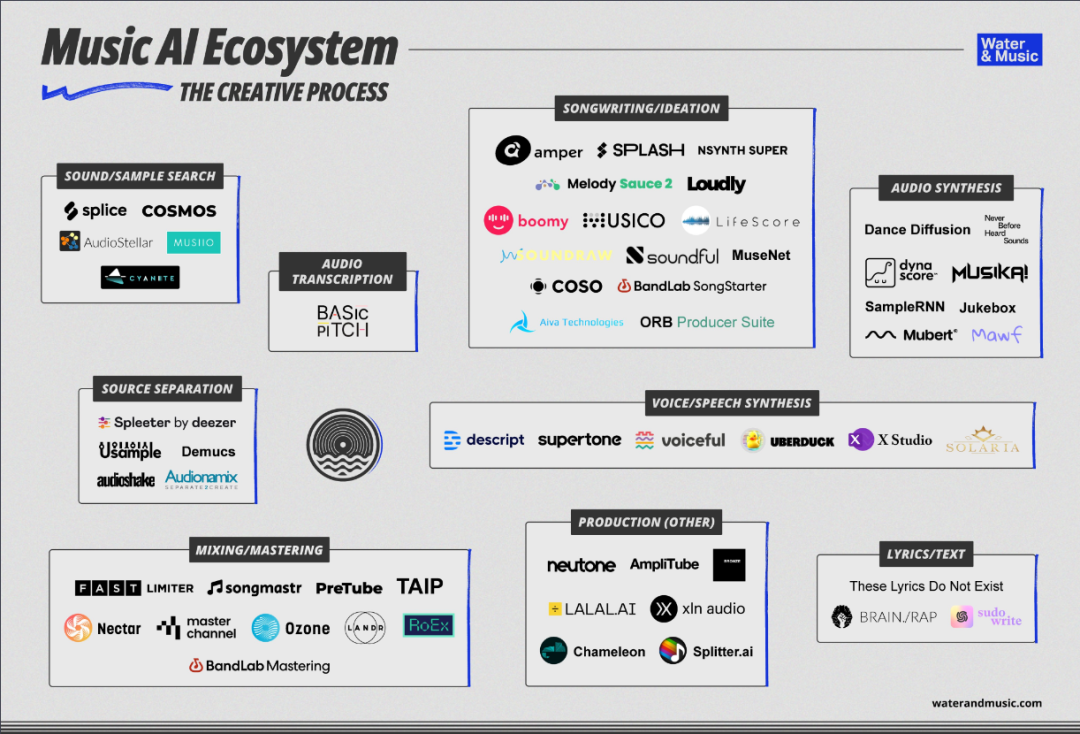 Music AI Ecosystem
THE CREATIVE PROCESS
Water
& Music
SOUND/SAMPLE SEARCH
splice COSMOS
AudioStellar MUSIIO
CYANITE
AUDIO
TRANSCRIPTION
BASiC
PiTCH
SONGWRITING/IDEATION
amper SPLASH NSYNTH SUPER
Melody Sauce 2 Loudly
boomy MUSICO LifeScore
SOUNDRAW soundful MuseNet
COSO BandLab SongStarter
Aiva Technologies ORB Producer Suite
AUDIO SYNTHESIS
Dance Diffusion
Never
Before
Heard
Sounds
dyna
score™
MUSIKA!
SampleRNN Jukebox
Mubert® Mawf
SOURCE SEPARATION
Spleeter by deezer
Usample Demucs
audioshake Audionamix
SEPARATE2CREATE
VOICE/SPEECH SYNTHESIS
descript supertone voiceful UBERDUCK X X Studio SOLARIA
MIXING/MASTERING
FAST LIMITER songmastr PreTube TAIP
Nectar master
channel
Ozone LANDR RoEx
BandLab Mastering
PRODUCTION (OTHER)
neutone AmpliTube
LALAL.AI xln audio
Chameleon Splitter.ai
LYRICS/TEXT
These Lyrics Do Not Exist
BRAIN./RAP sudo
write
waterandmusic.com